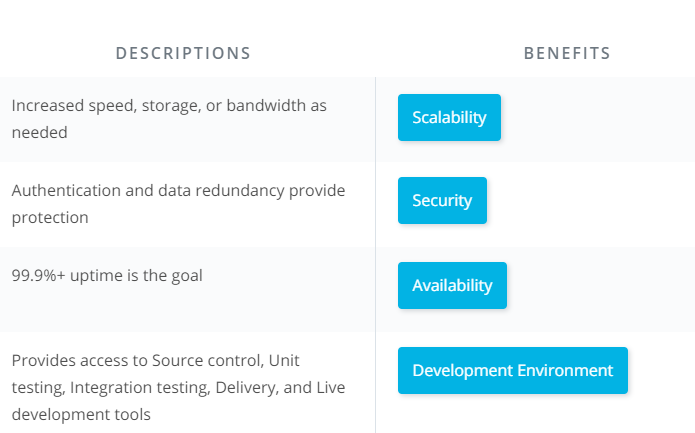 DESCRIPTIONS BENEFITS
Increased speed, storage, or bandwidth as
needed
Scalability
Authentication and data redundancy provide
protection
Security
99.9%+ uptime is the goal
Availability
Provides access to Source control, Unit
testing, Integration testing, Delivery, and Live
development tools
Development Environment